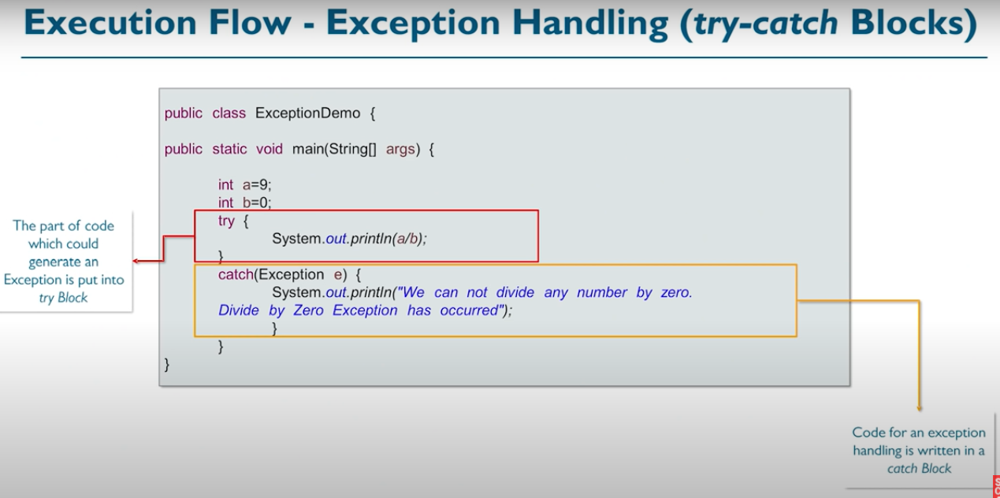 Execution Flow - Exception Handling (try-catch Blocks)
public class ExceptionDemo {
public static void main(String[] args) {
int a=9;
int b=0;
try {
System.out.println(a/b);
}
catch(Exception e) {
System.out.println("We can not divide any number by zero.
Divide by Zero Exception has occurred");
}
}
}
The part of code
which could
generate an
Exception is put into
try Block
Code for an exception
handling is written in a
catch Block